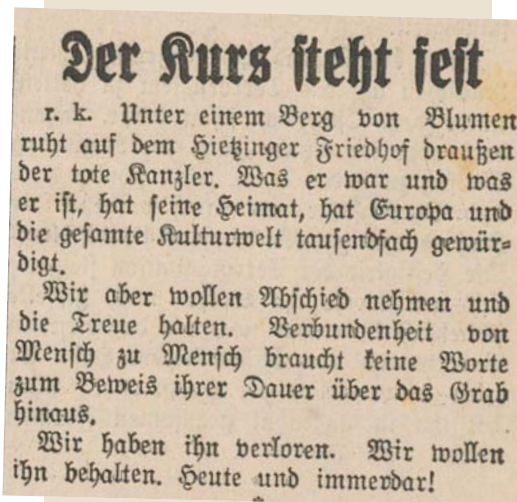 Der Kurs steht fest
r. k. Unter einem Berg von Blumen
ruht auf dem Hietzinger Friedhof draußen
der tote Kanzler. Was er war und was
er ist, hat seine Heimat, hat Europa und
die gesamte Kulturwelt tausendfach gewür-
digt.
Wir aber wollen Abschied nehmen und
die Treue halten. Verbundenheit von
Mensch zu Mensch braucht keine Worte
zum Beweis ihrer Dauer über das Grab
hinaus.
Wir haben ihn verloren. Wir wollen
ihn behalten. Heute und immerdar!